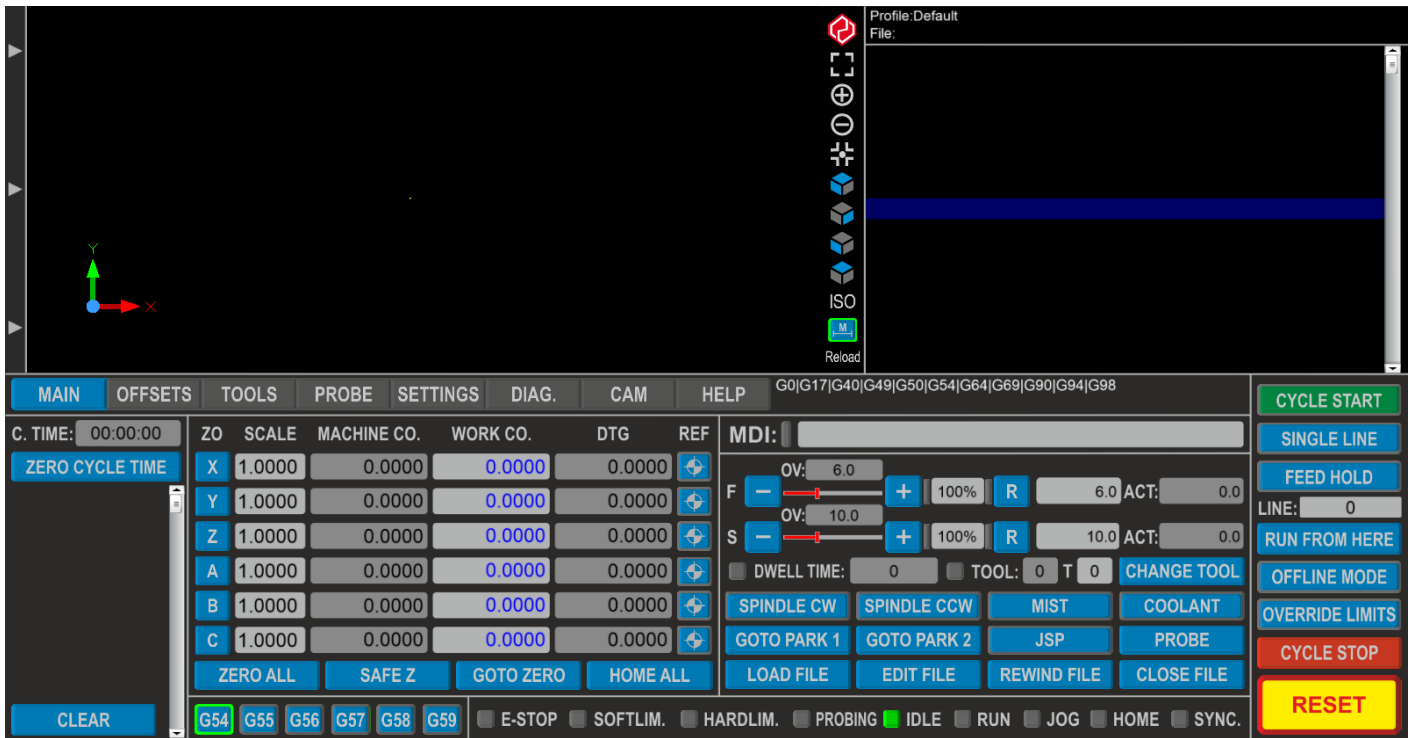 Profile:Default
File:
Y
X
ISO
M
Reload
MAIN OFFSETS TOOLS PROBE SETTINGS DIAG. CAM HELP
G0|G17|G40|G49|G50|G54|G64|G69|G90|G94|G98
C. TIME: 00:00:00
ZERO CYCLE TIME
CLEAR
ZO SCALE MACHINE CO. WORK CO. DTG REF
X 1.0000 0.0000 0.0000 0.0000
Y 1.0000 0.0000 0.0000 0.0000
Z 1.0000 0.0000 0.0000 0.0000
A 1.0000 0.0000 0.0000 0.0000
B 1.0000 0.0000 0.0000 0.0000
C 1.0000 0.0000 0.0000 0.0000
ZERO ALL SAFE Z GOTO ZERO HOME ALL
MDI:
OV: 6.0
F − + 100% R 6.0 ACT: 0.0
OV: 10.0
S − + 100% R 10.0 ACT: 0.0
DWELL TIME: 0 TOOL: 0 T 0 CHANGE TOOL
SPINDLE CW SPINDLE CCW MIST COOLANT
GOTO PARK 1 GOTO PARK 2 JSP PROBE
LOAD FILE EDIT FILE REWIND FILE CLOSE FILE
G54 G55 G56 G57 G58 G59
E-STOP SOFTLIM. HARDLIM. PROBING IDLE RUN JOG HOME SYNC.
CYCLE START
SINGLE LINE
FEED HOLD
LINE: 0
RUN FROM HERE
OFFLINE MODE
OVERRIDE LIMITS
CYCLE STOP
RESET